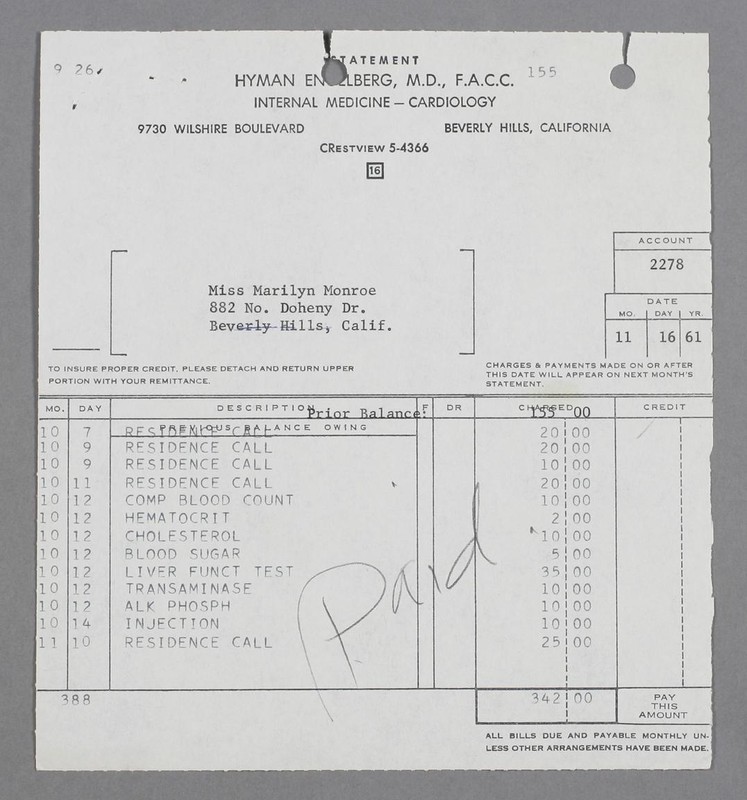 STATEMENT
9 26
HYMAN ENGELBERG, M.D., F.A.C.C. 155
INTERNAL MEDICINE — CARDIOLOGY
9730 WILSHIRE BOULEVARD BEVERLY HILLS, CALIFORNIA
CRESTVIEW 5-4366
16
ACCOUNT
2278
DATE
MO. DAY YR.
11 16 61
Miss Marilyn Monroe
882 No. Doheny Dr.
Beverly Hills, Calif.
TO INSURE PROPER CREDIT, PLEASE DETACH AND RETURN UPPER
PORTION WITH YOUR REMITTANCE.
CHARGES & PAYMENTS MADE ON OR AFTER
THIS DATE WILL APPEAR ON NEXT MONTH'S
STATEMENT.
MO. DAY DESCRIPTION F DR CHARGED CREDIT
Prior Balance: 155 00
PREVIOUS BALANCE OWING
10 7 RESIDENCE CALL 20 00
10 9 RESIDENCE CALL 20 00
10 9 RESIDENCE CALL 10 00
10 11 RESIDENCE CALL 20 00
10 12 COMP BLOOD COUNT 10 00
10 12 HEMATOCRIT 2 00
10 12 CHOLESTEROL 10 00
10 12 BLOOD SUGAR 5 00
10 12 LIVER FUNCT TEST 35 00
10 12 TRANSAMINASE 10 00
10 12 ALK PHOSPH 10 00
10 14 INJECTION 10 00
11 10 RESIDENCE CALL 25 00
Paid
388 342 00 PAY
THIS
AMOUNT
ALL BILLS DUE AND PAYABLE MONTHLY UN-
LESS OTHER ARRANGEMENTS HAVE BEEN MADE.